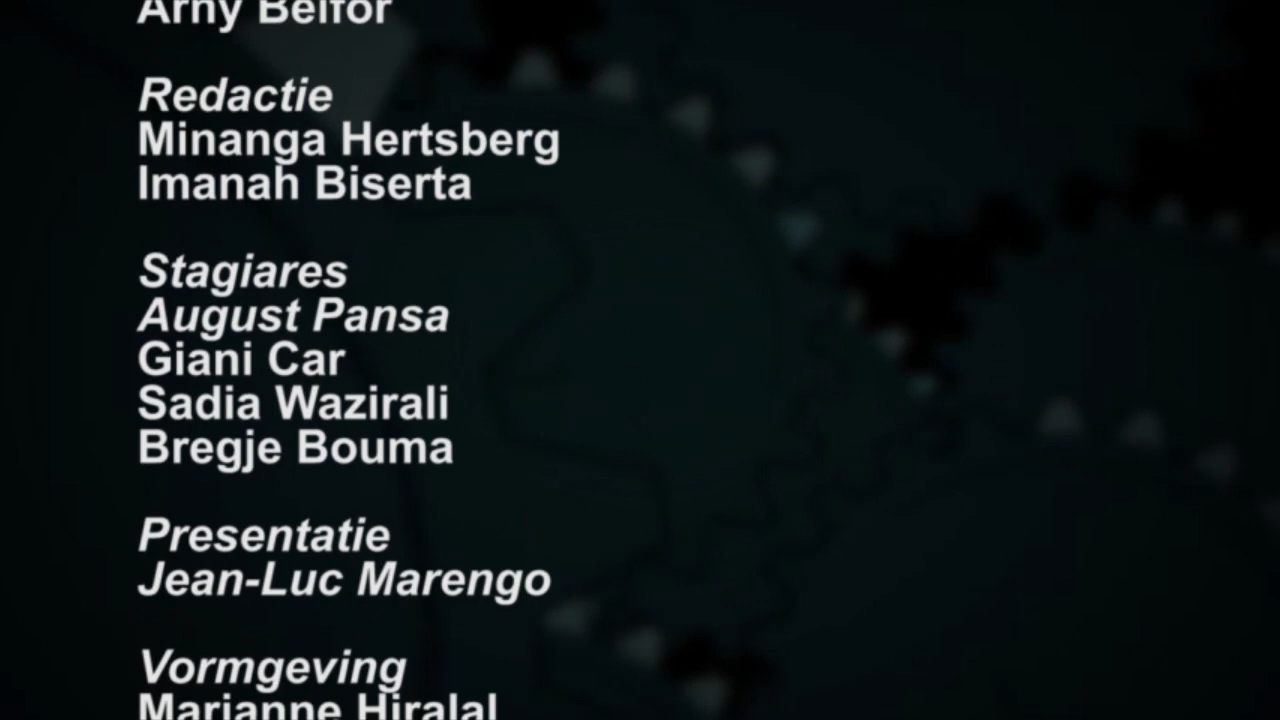 Arny Belfor
Redactie
Minanga Hertsberg
Imanah Biserta
Stagiares
August Pansa
Giani Car
Sadia Wazirali
Bregje Bouma
Presentatie
Jean-Luc Marengo
Vormgeving
Marianne Hiralal